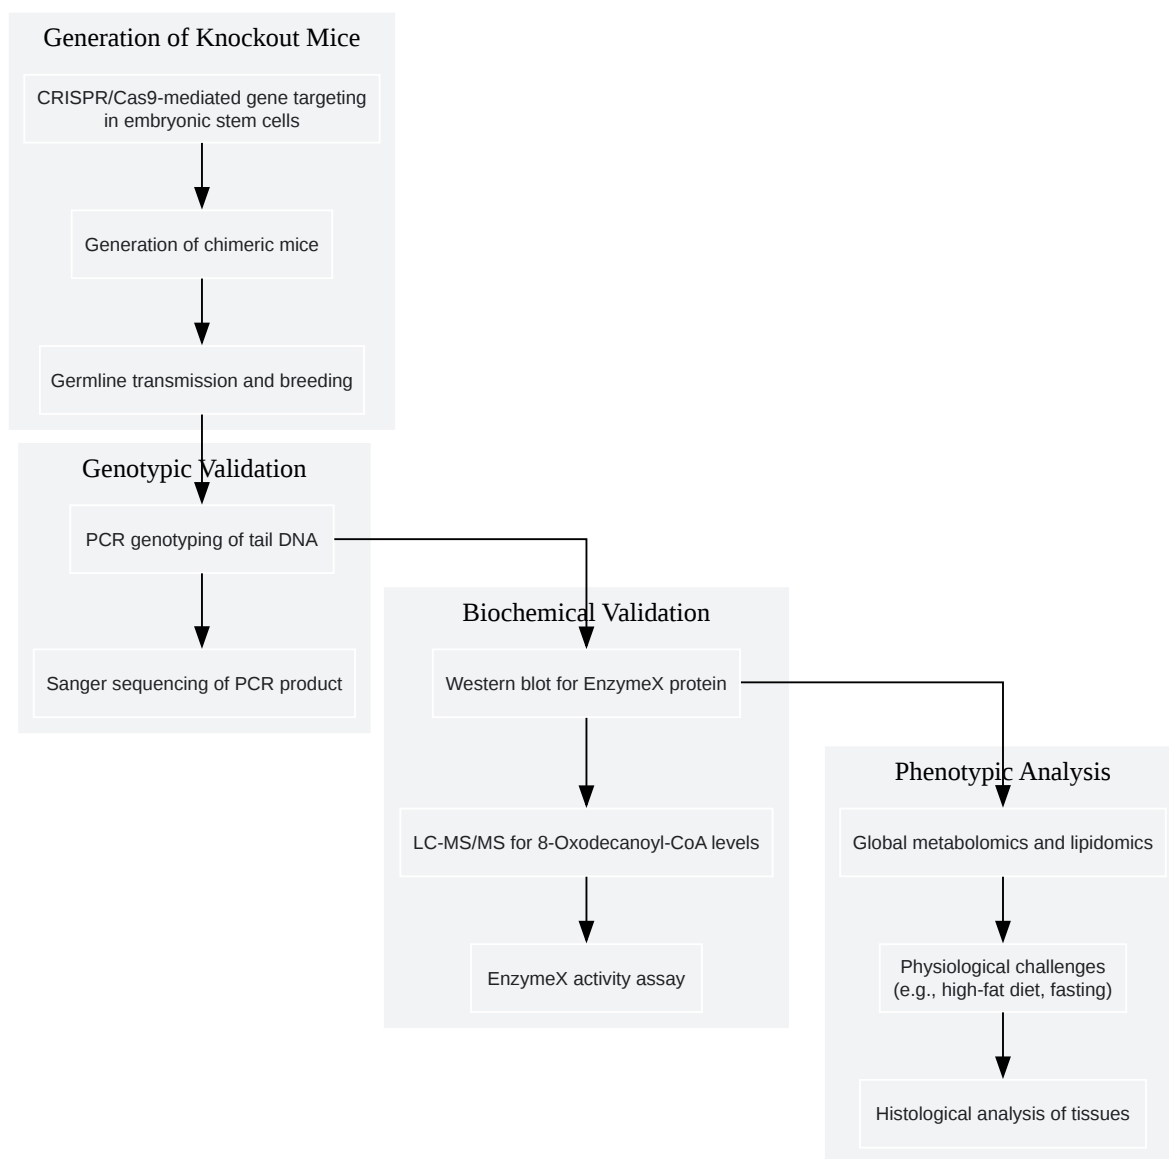 Generation of Knockout Mice
CRISPR/Cas9-mediated gene targeting
in embryonic stem cells
Generation of chimeric mice
Germline transmission and breeding
Genotypic Validation
PCR genotyping of tail DNA
Sanger sequencing of PCR product
Biochemical Validation
Western blot for EnzymeX protein
LC-MS/MS for 8-Oxodecanoyl-CoA levels
EnzymeX activity assay
Phenotypic Analysis
Global metabolomics and lipidomics
Physiological challenges
(e.g., high-fat diet, fasting)
Histological analysis of tissues